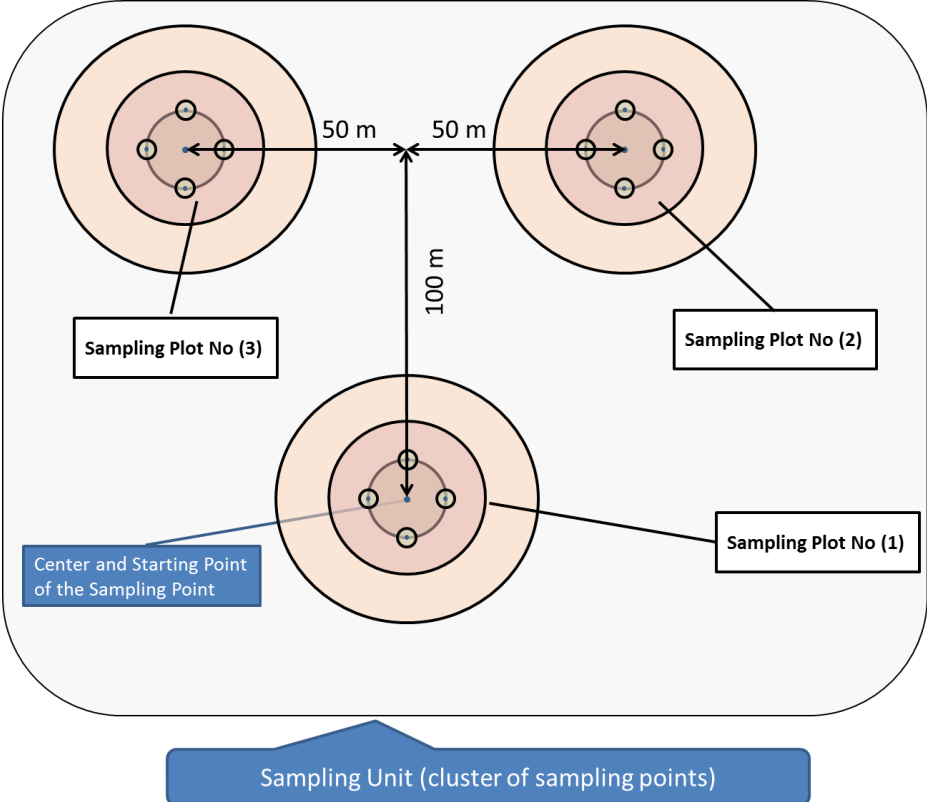 50 m
50 m
100 m
Sampling Plot No (3)
Sampling Plot No (2)
Sampling Plot No (1)
Center and Starting Point
of the Sampling Point
Sampling Unit (cluster of sampling points)